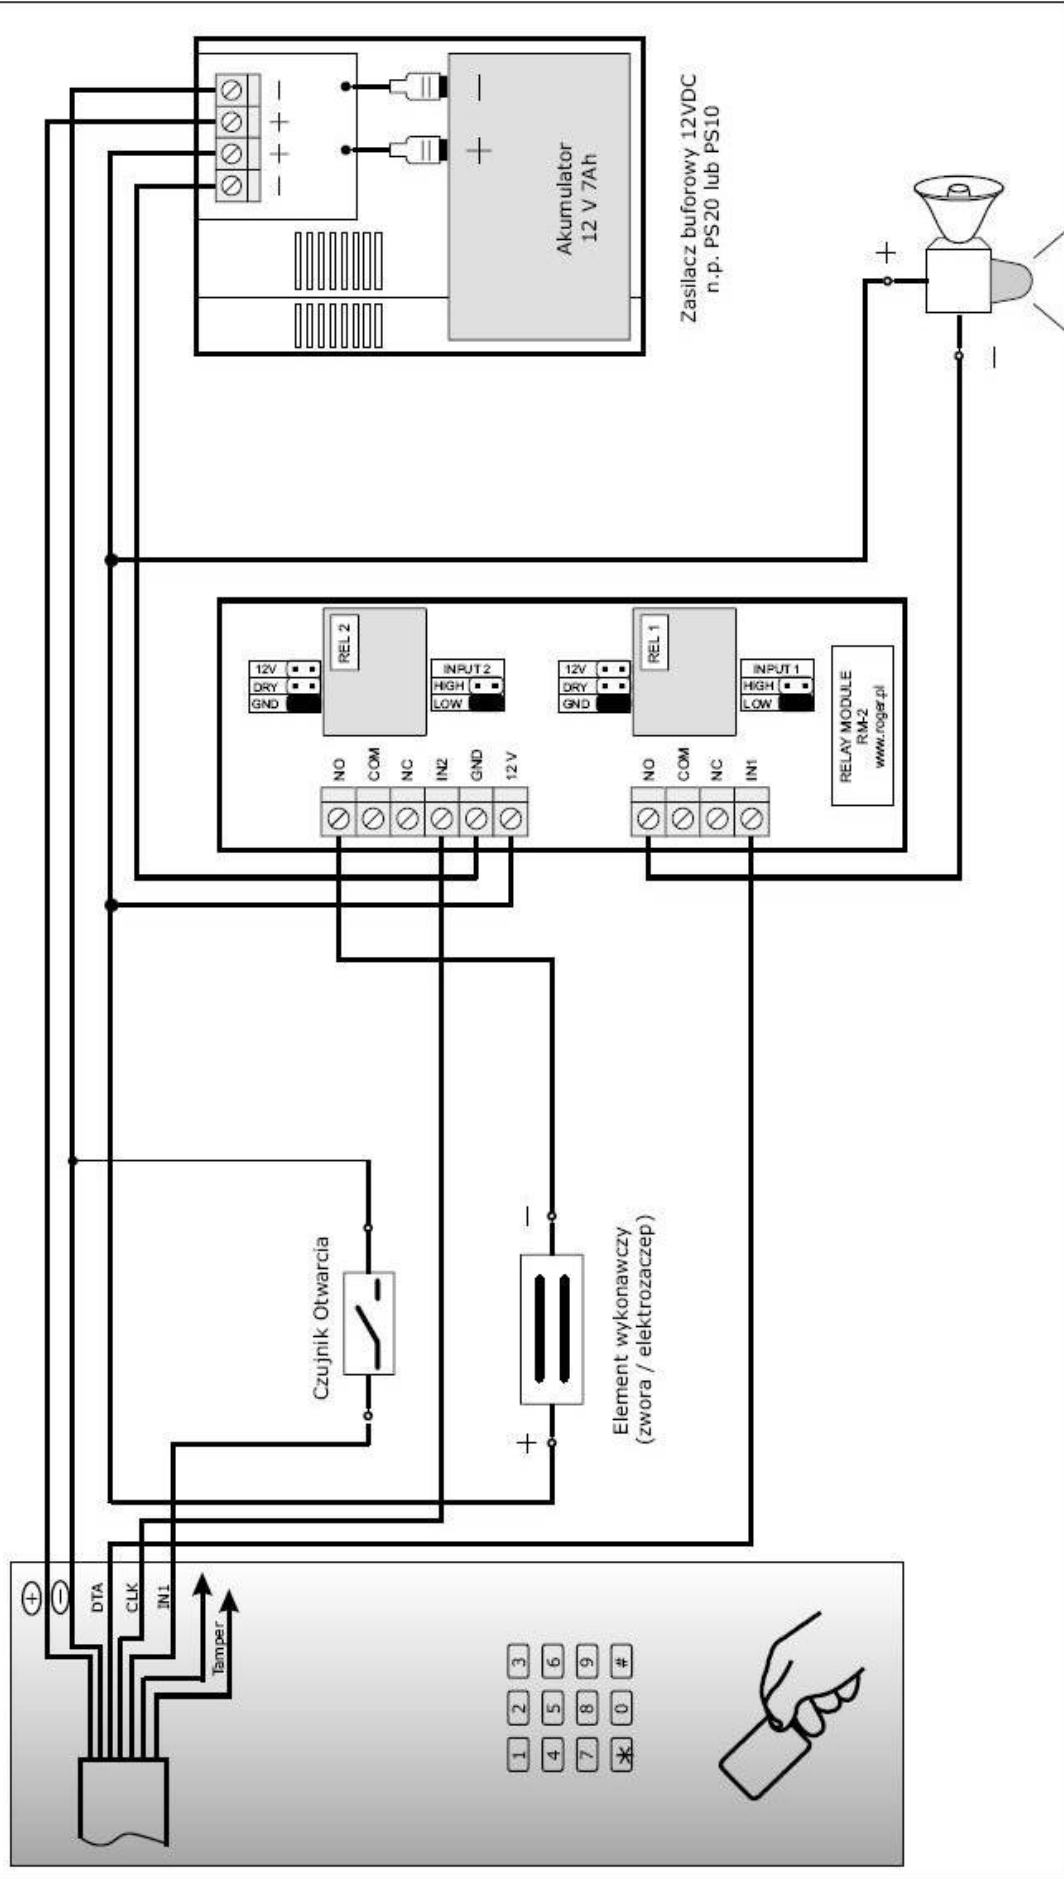 −
+
+
−
−
+
Akumulator
12 V 7Ah
Zasilacz buforowy 12VDC
n.p. PS20 lub PS10
+
−
REL 2
12V
DRY
GND
INPUT 2
HIGH
LOW
NO
COM
NC
IN2
GND
12 V
REL 1
12V
DRY
GND
INPUT 1
HIGH
LOW
NO
COM
NC
IN1
RELAY MODULE
RM-2
www.roger.pl
Czujnik Otwarcia
−
+
Element wykonawczy
(zwora / elektrozaczep)
+
−
DTA
CLK
IN1
Tamper
1 2 3
4 5 6
7 8 9
* 0 #